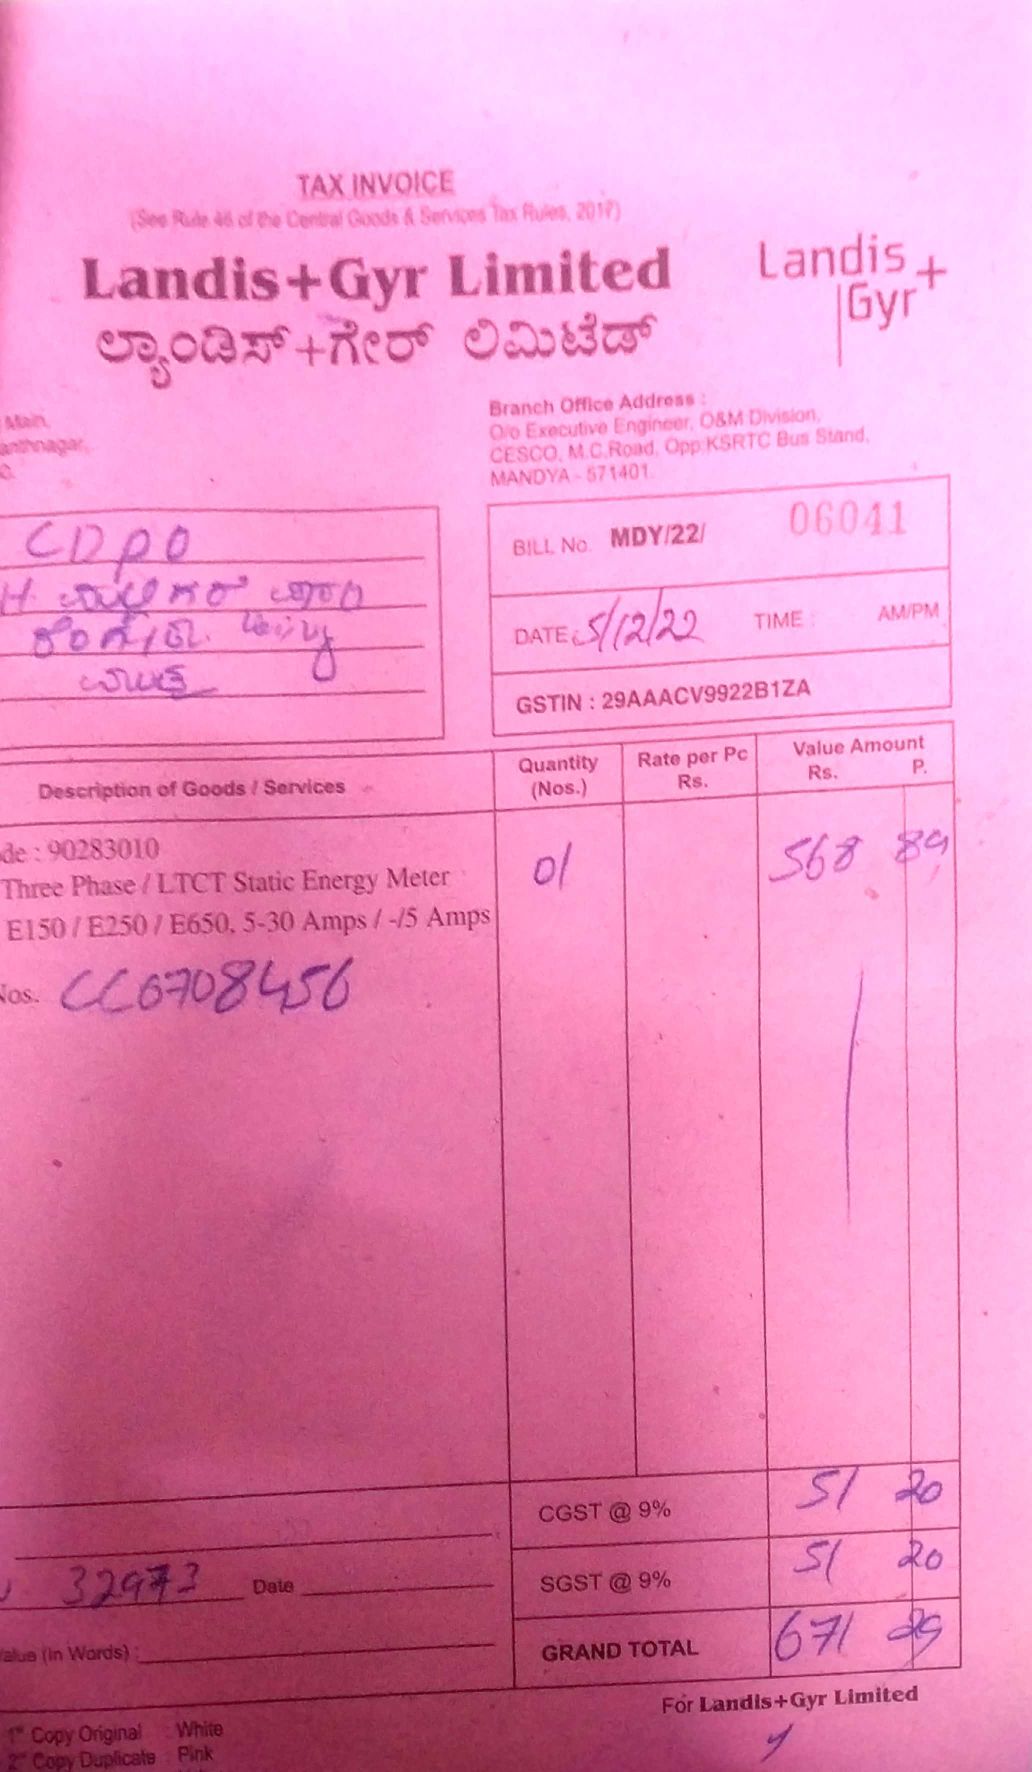 TAX INVOICE
(See Rule 46 of the Central Goods & Services Tax Rules, 2017)
Landis+Gyr Limited
ಲ್ಯಾಂಡಿಸ್+ಗೇರ್ ಲಿಮಿಟೆಡ್
Landis
Gyr+
Main,
anthnagar,
Branch Office Address :
O/o Executive Engineer, O&M Division,
CESCO, M.C.Road, Opp:KSRTC Bus Stand,
MANDYA - 571401.
CDPO
BILL No. MDY/22/ 06041
DATE 5/12/22 TIME : AM/PM
GSTIN : 29AAACV9922B1ZA
Description of Goods / Services
Quantity (Nos.)
Rate per Pc Rs.
Value Amount
Rs. P.
de : 90283010
Three Phase / LTCT Static Energy Meter 01 568 89
E150 / E250 / E650, 5-30 Amps / -/5 Amps
Nos. CC6708456
CGST @ 9% 51 20
SGST @ 9% 51 20
32973 Date
GRAND TOTAL 671 29
alue (In Words) :
For Landis+Gyr Limited
1st Copy Original : White
2nd Copy Duplicate : Pink